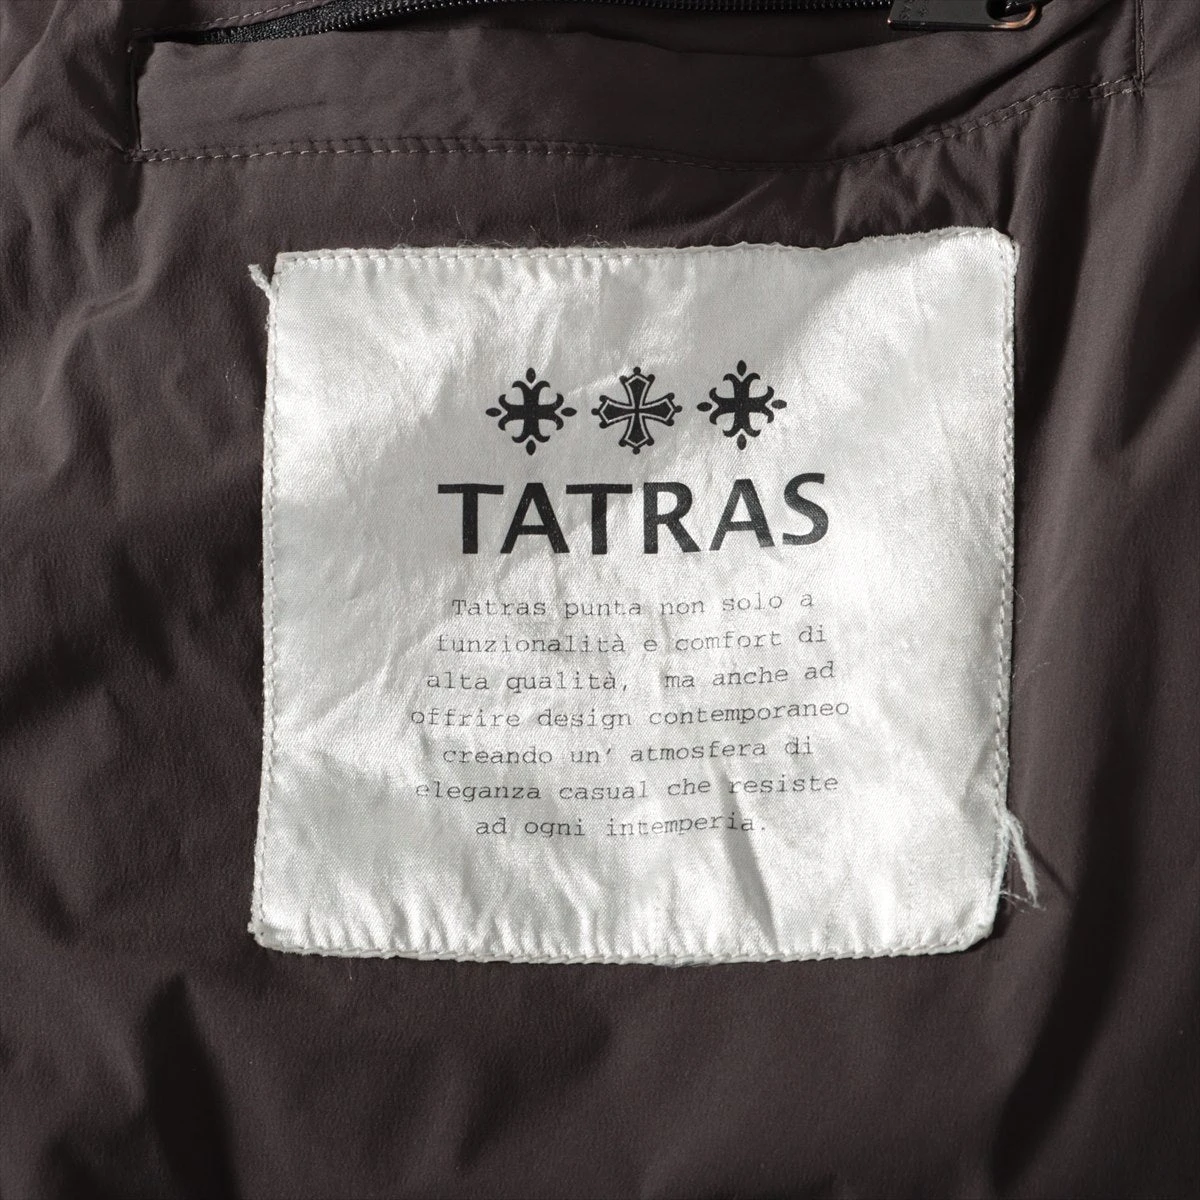 TATRAS
Tatras punta non solo a
funzionalità e comfort di
alta qualità, ma anche ad
offrire design contemporaneo
creando un' atmosfera di
eleganza casual che resiste
ad ogni intemperia.